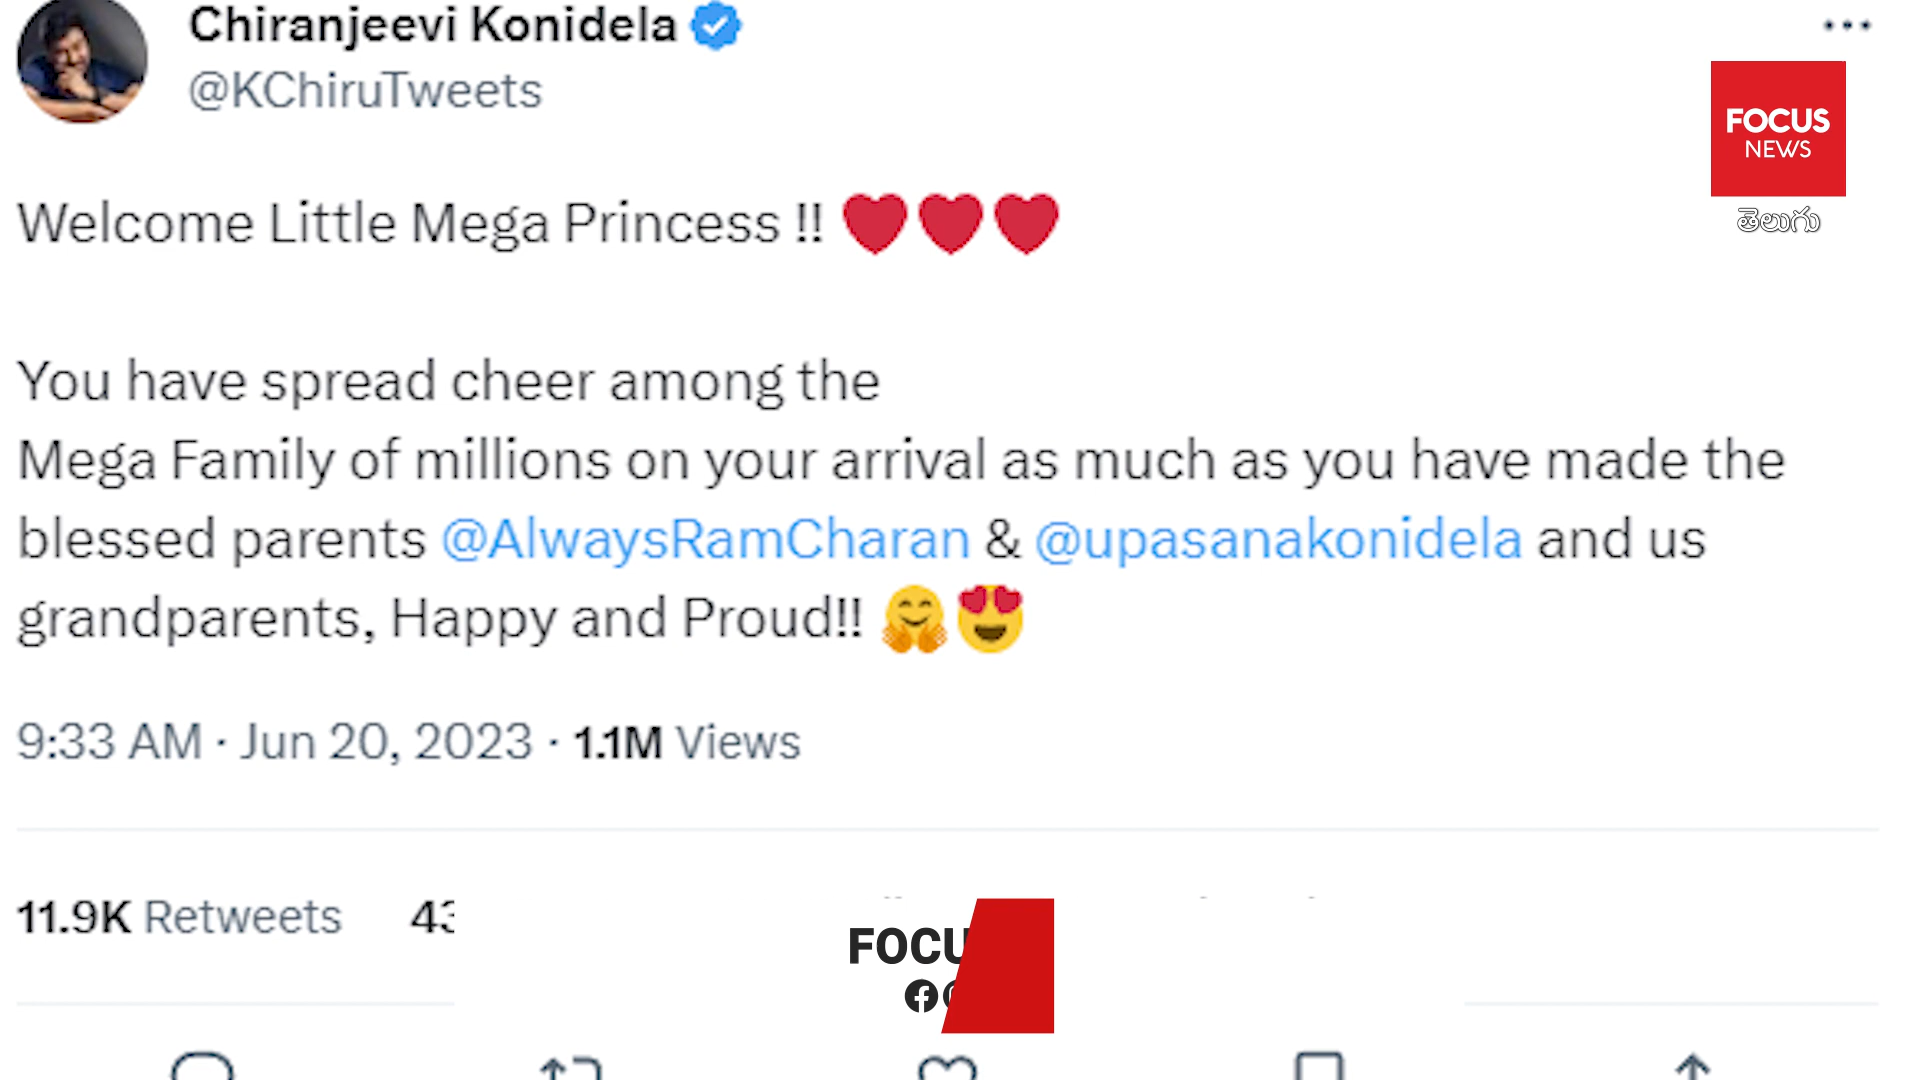 Chiranjeevi Konidela
@KChiruTweets
FOCUS
NEWS
తెలుగు
Welcome Little Mega Princess !! ❤❤❤
You have spread cheer among the
Mega Family of millions on your arrival as much as you have made the
blessed parents @AlwaysRamCharan & @upasanakonidela and us
grandparents, Happy and Proud!! 🤗😍
9:33 AM · Jun 20, 2023 · 1.1M Views
11.9K Retweets
FOCU